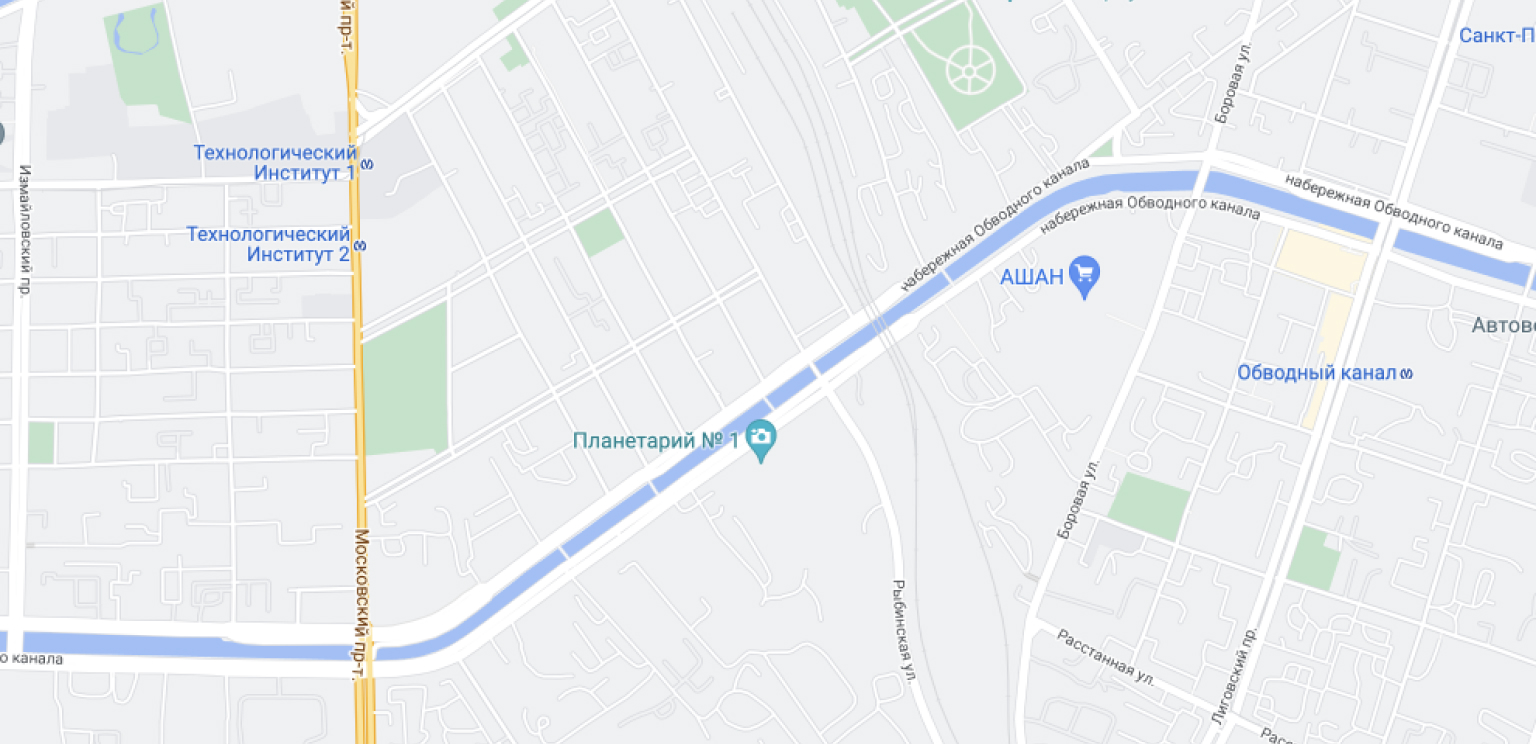 й пр-т.
Санкт-П
Боровая ул.
Технологический
Институт 1
Измайловский пр.
набережная Обводного канала
набережная Обводного канала
набережная Обводного канала
Технологический
Институт 2
АШАН
Автово
Обводный канал
Планетарий № 1
Боровая ул.
Московский пр-т.
Рыбинская ул.
о канала
Расстанная ул.
Лиговский пр.
Расс